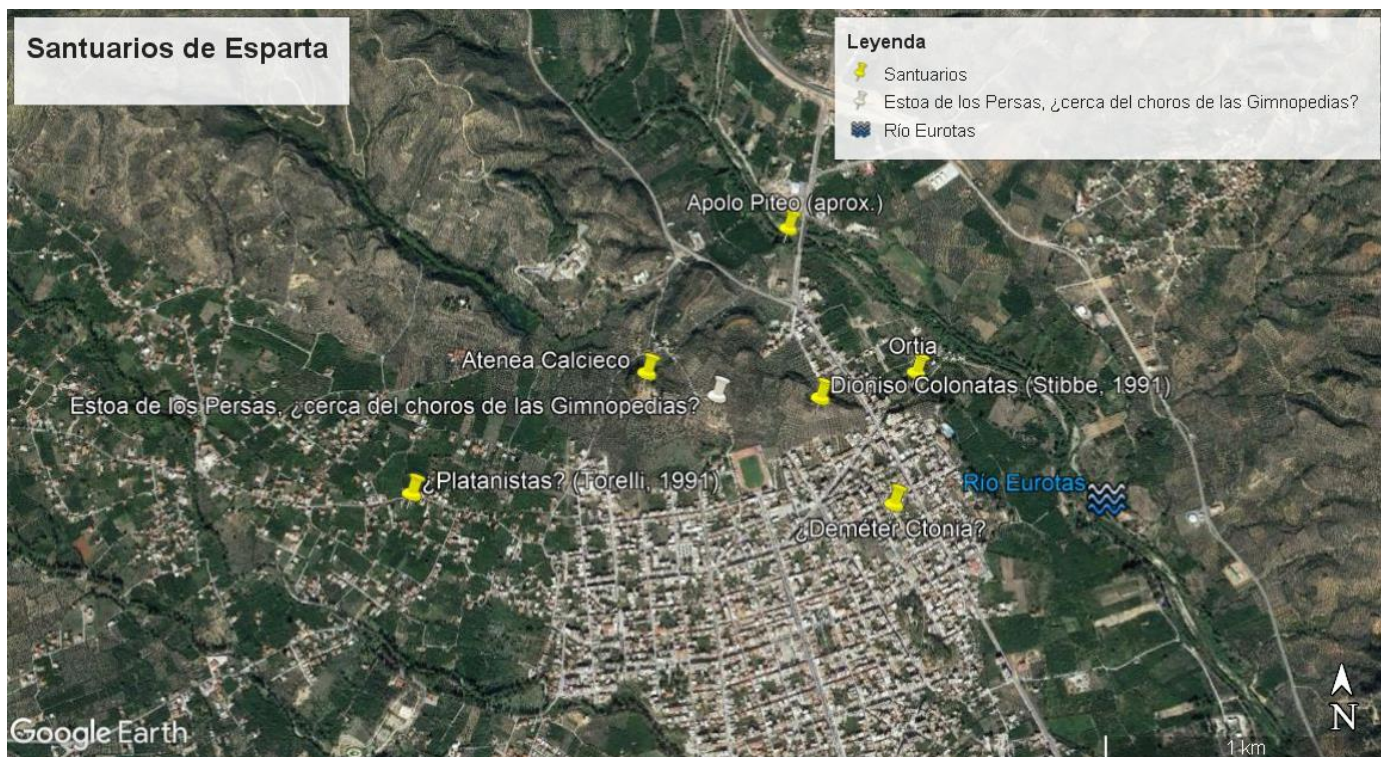 Santuarios de Esparta
Leyenda
Santuarios
Estoa de los Persas, ¿cerca del choros de las Gimnopedias?
Río Eurotas
Apolo Piteo (aprox.)
Atenea Calcieco
Ortia
Dioniso Colonatas (Stibbe, 1991)
Estoa de los Persas, ¿cerca del choros de las Gimnopedias?
¿Platanistas? (Torelli, 1991)
Río Eurotas
¿Deméter Ctonia?
N
Google Earth
1 km